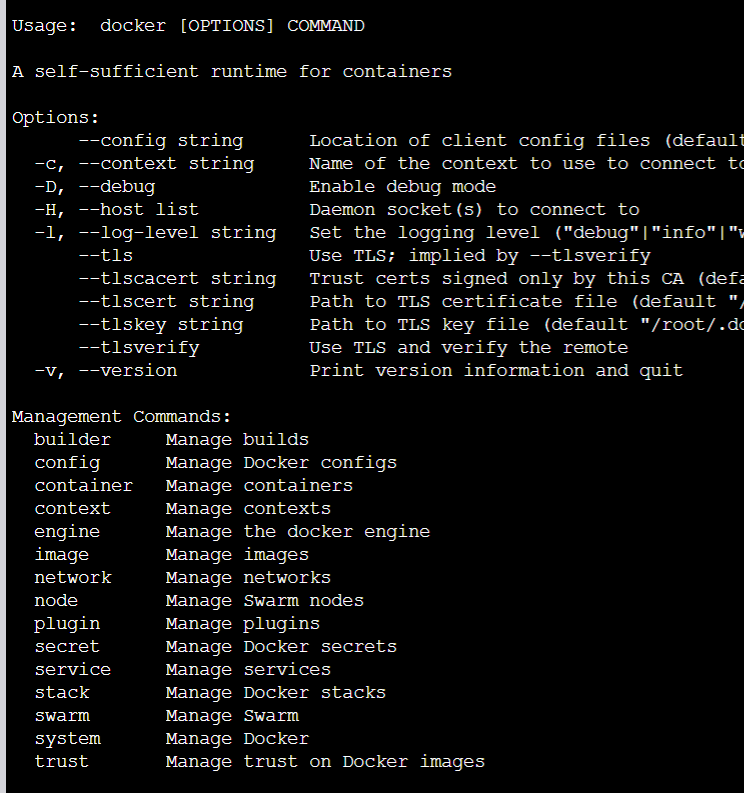 Usage:  docker [OPTIONS] COMMAND
A self-sufficient runtime for containers
Options:
      --config string      Location of client config files (default
  -c, --context string     Name of the context to use to connect to
  -D, --debug              Enable debug mode
  -H, --host list          Daemon socket(s) to connect to
  -l, --log-level string   Set the logging level ("debug"|"info"|"
      --tls                Use TLS; implied by --tlsverify
      --tlscacert string   Trust certs signed only by this CA (defa
      --tlscert string     Path to TLS certificate file (default "/
      --tlskey string      Path to TLS key file (default "/root/.do
      --tlsverify          Use TLS and verify the remote
  -v, --version            Print version information and quit
Management Commands:
  builder     Manage builds
  config      Manage Docker configs
  container   Manage containers
  context     Manage contexts
  engine      Manage the docker engine
  image       Manage images
  network     Manage networks
  node        Manage Swarm nodes
  plugin      Manage plugins
  secret      Manage Docker secrets
  service     Manage services
  stack       Manage Docker stacks
  swarm       Manage Swarm
  system      Manage Docker
  trust       Manage trust on Docker images